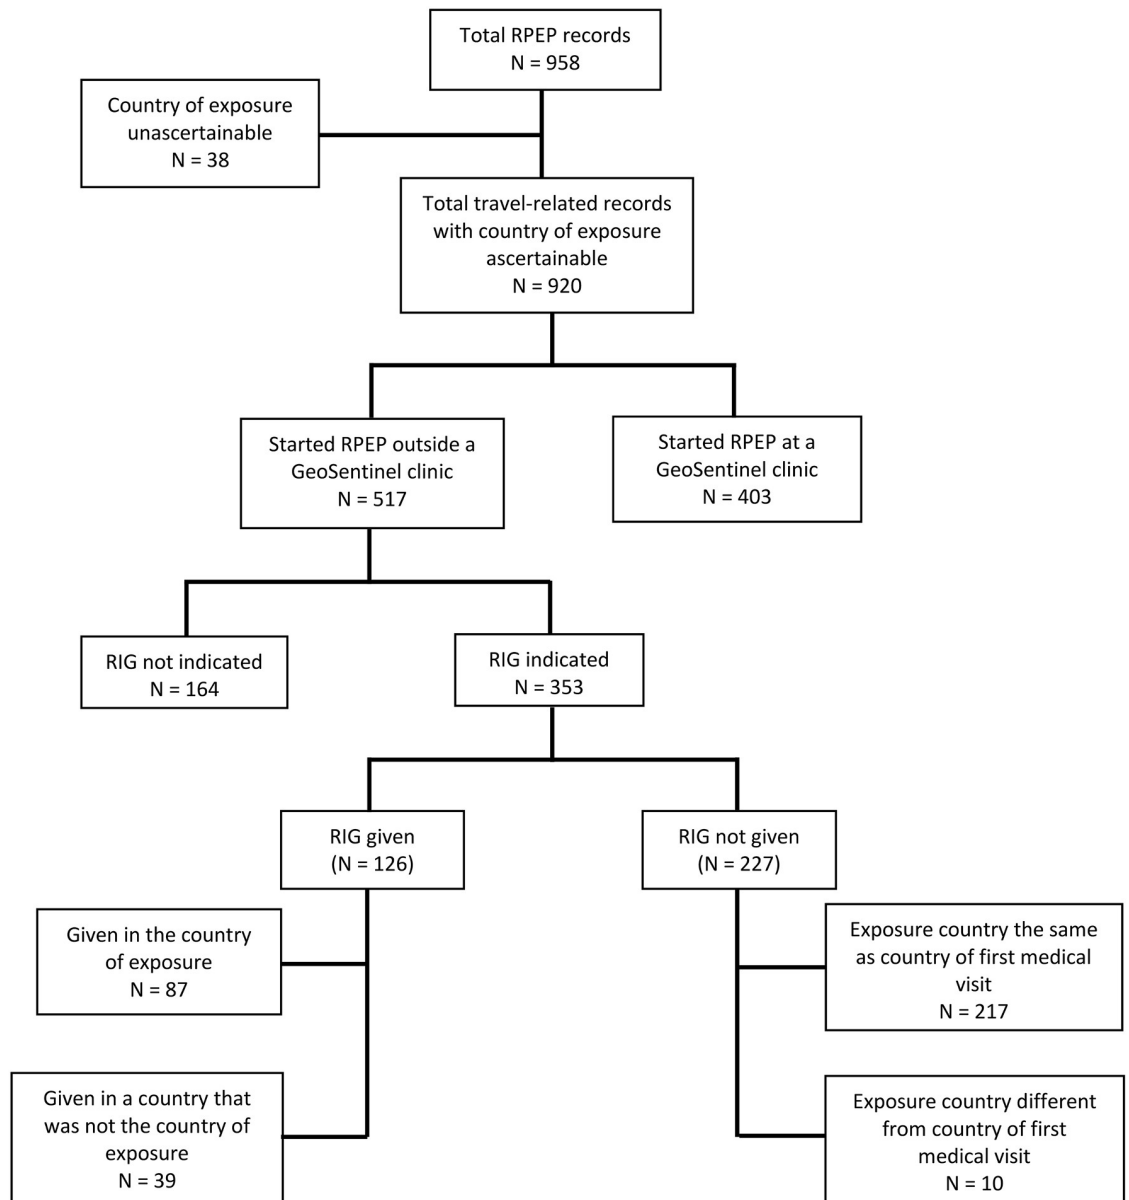 Total RPEP records
N = 958
Country of exposure
unascertainable
N = 38
Total travel-related records
with country of exposure
ascertainable
N = 920
Started RPEP outside a
GeoSentinel clinic
N = 517
Started RPEP at a
GeoSentinel clinic
N = 403
RIG not indicated
N = 164
RIG indicated
N = 353
RIG given
(N = 126)
RIG not given
(N = 227)
Given in the country
of exposure
N = 87
Exposure country the same
as country of first medical
visit
N = 217
Given in a country that
was not the country of
exposure
N = 39
Exposure country different
from country of first
medical visit
N = 10